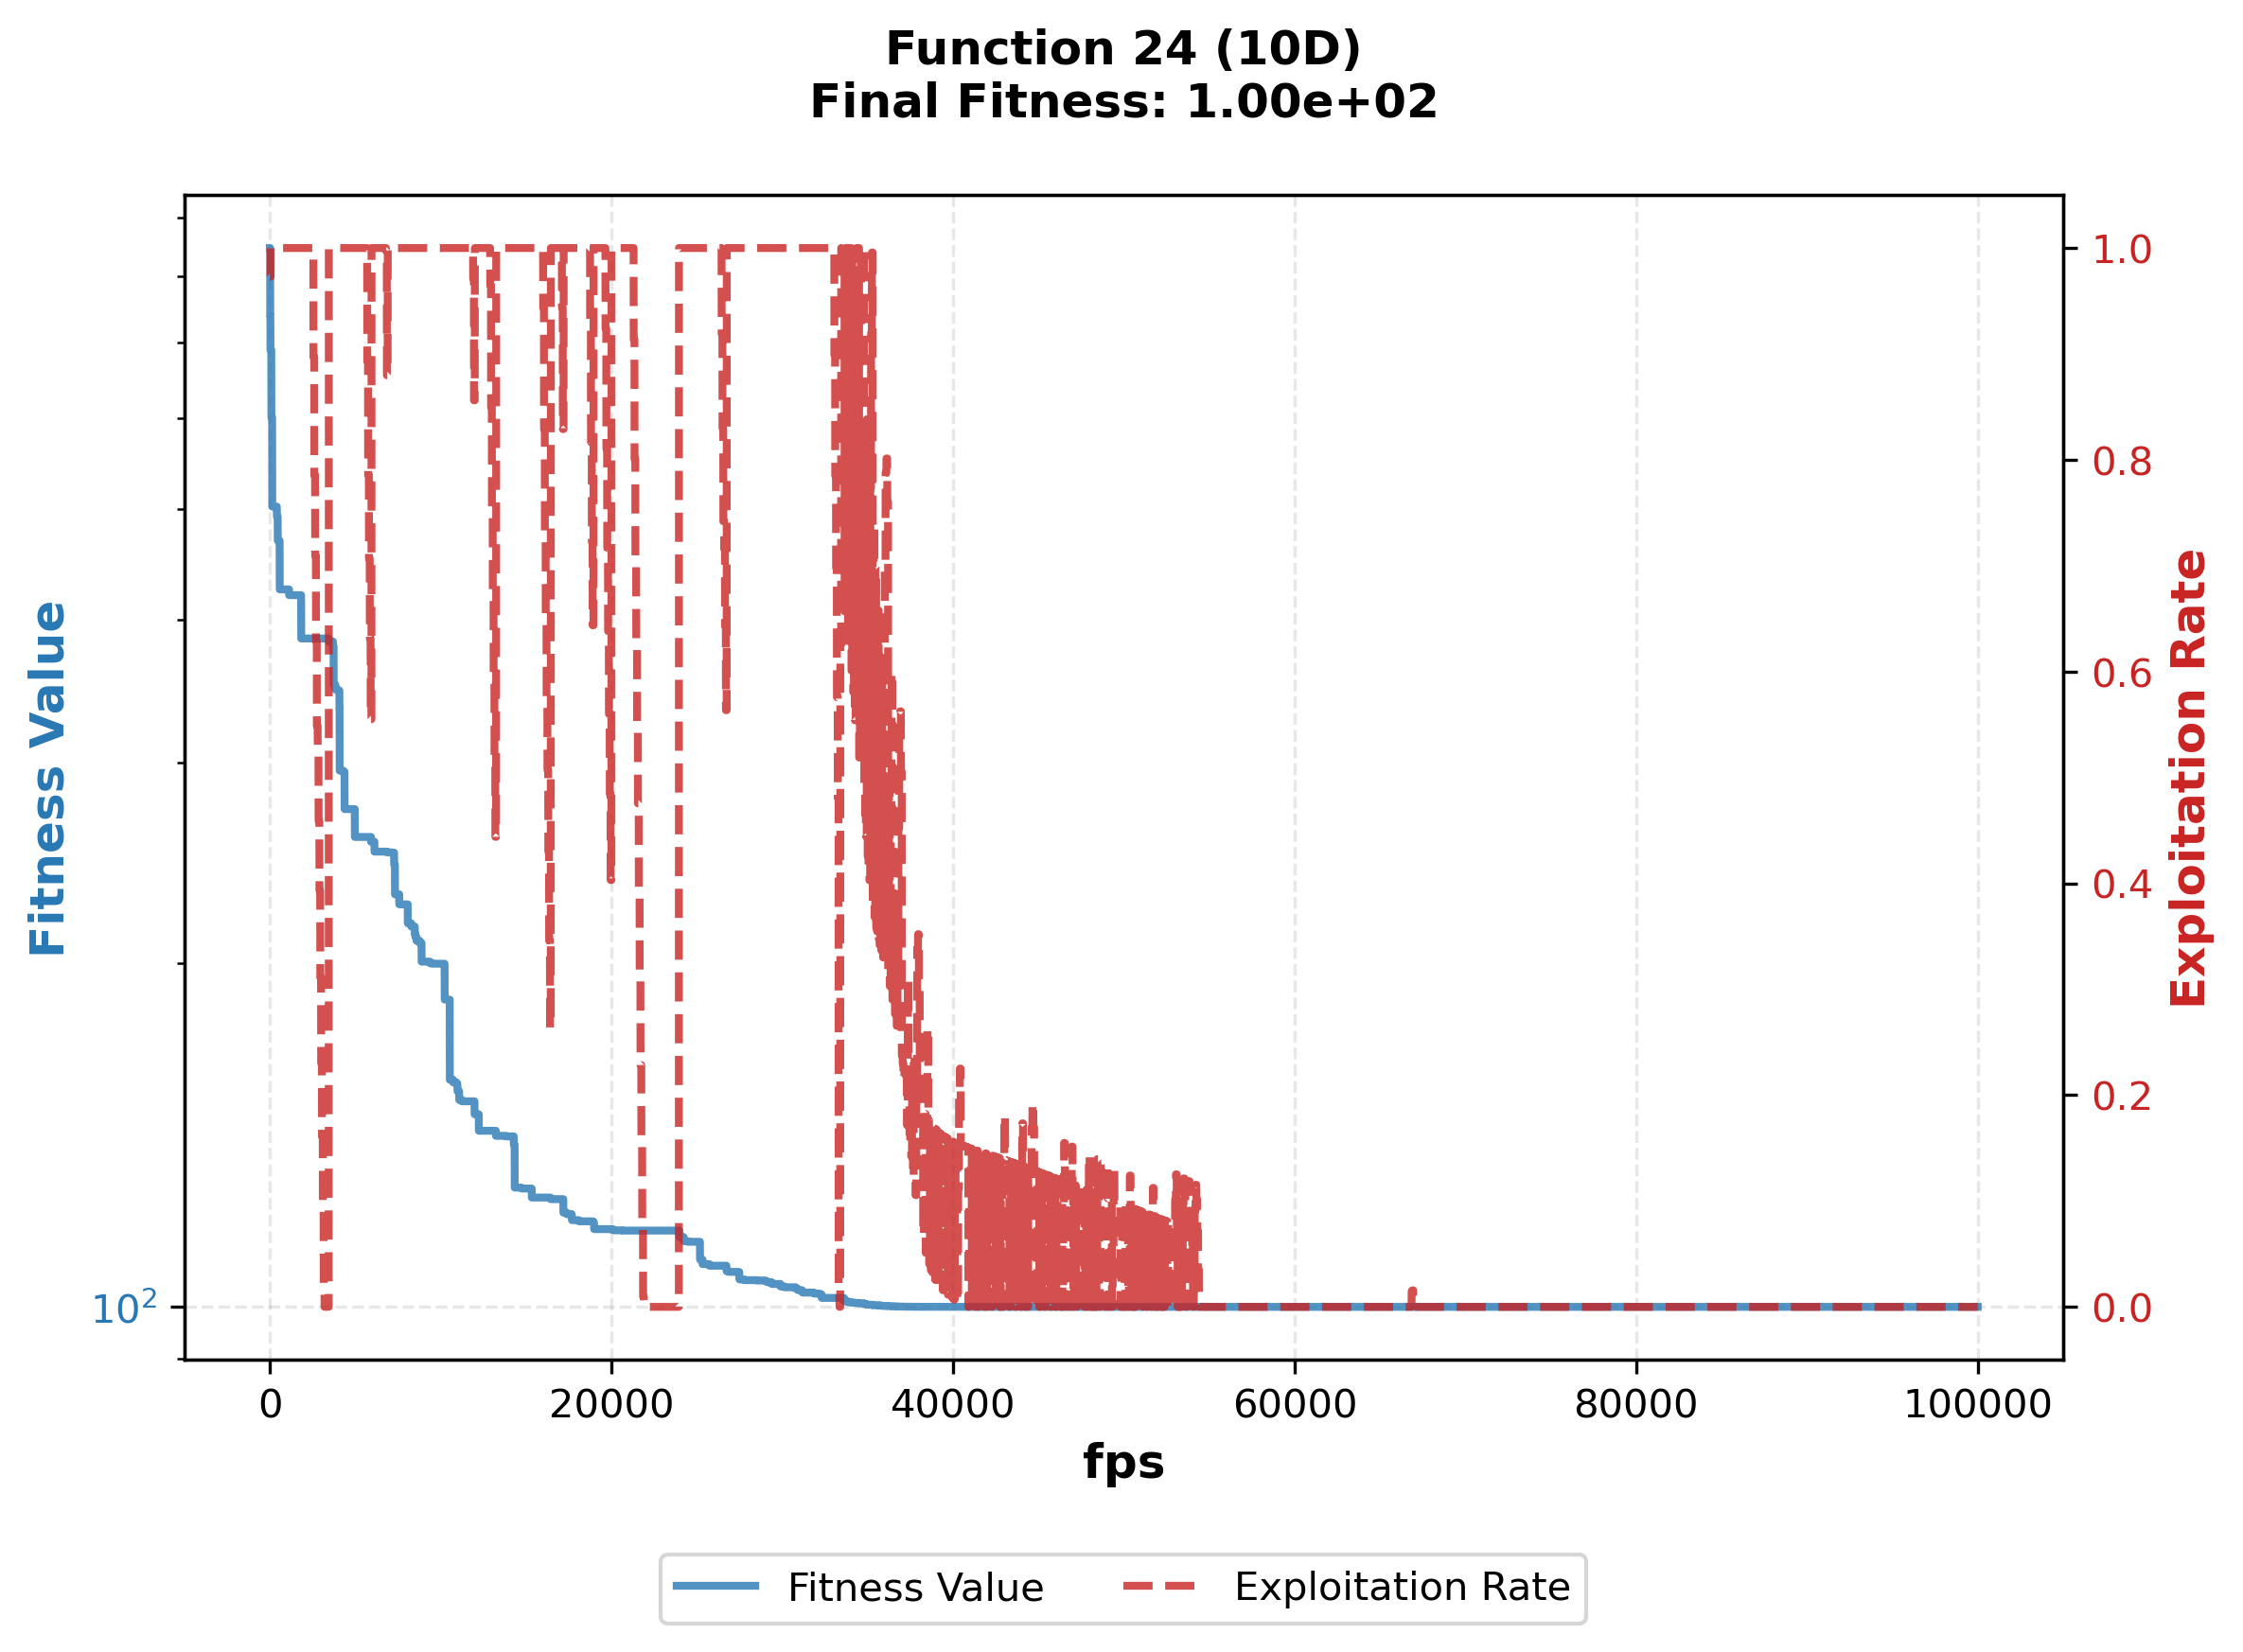 Function 24 (10D)
Final Fitness: 1.00e+02
Fitness Value
10²
Exploitation Rate
1.0
0.8
0.6
0.4
0.2
0.0
0 20000 40000 60000 80000 100000
fps
Fitness Value Exploitation Rate